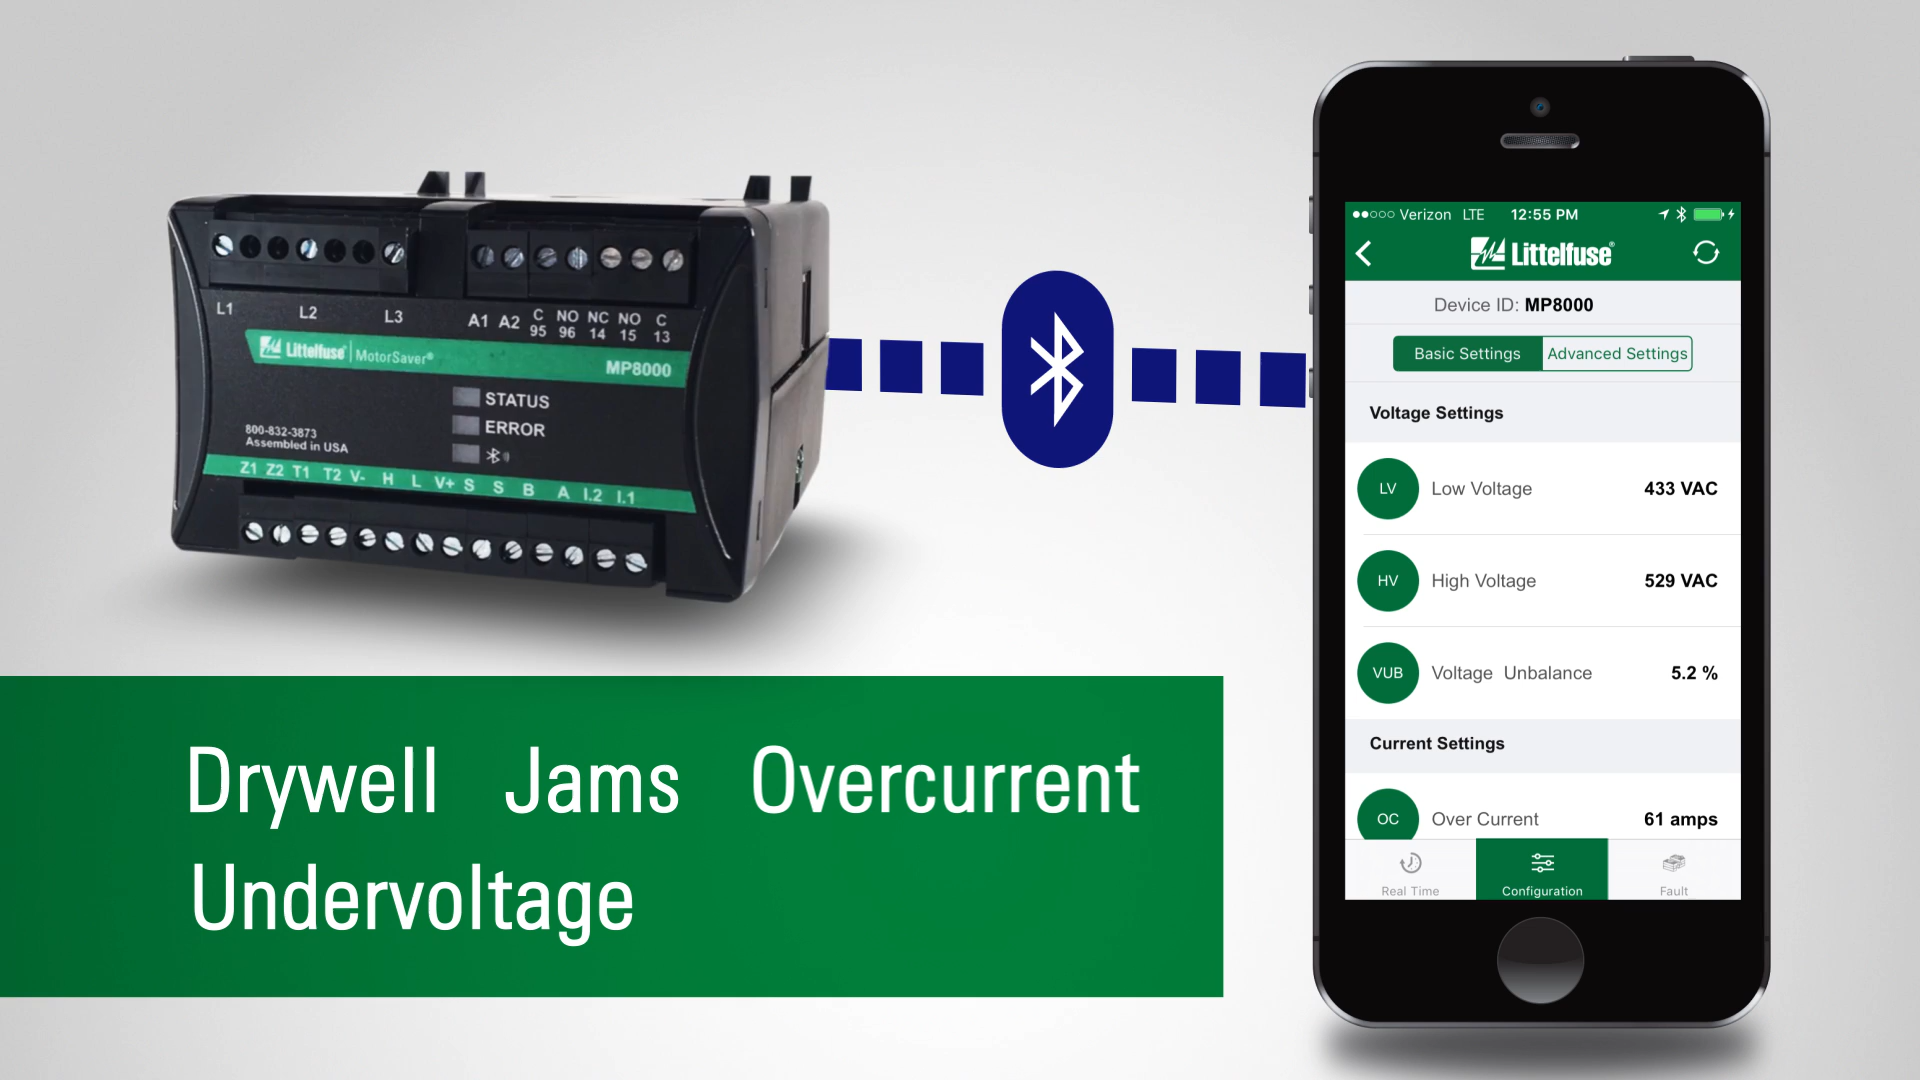 L1 L2 L3 A1 A2 C 95 NO 96 NC 14 NO 15 C 13
Littelfuse® MotorSaver® MP8000
STATUS
ERROR
800-832-3873
Assembled in USA
Z1 Z2 T1 T2 V- H L V+ S S B A I.2 I.1
Drywell Jams Overcurrent
Undervoltage
Verizon LTE 12:55 PM
Littelfuse®
Device ID: MP8000
Basic Settings Advanced Settings
Voltage Settings
LV Low Voltage 433 VAC
HV High Voltage 529 VAC
VUB Voltage Unbalance 5.2 %
Current Settings
OC Over Current 61 amps
Real Time Configuration Fault